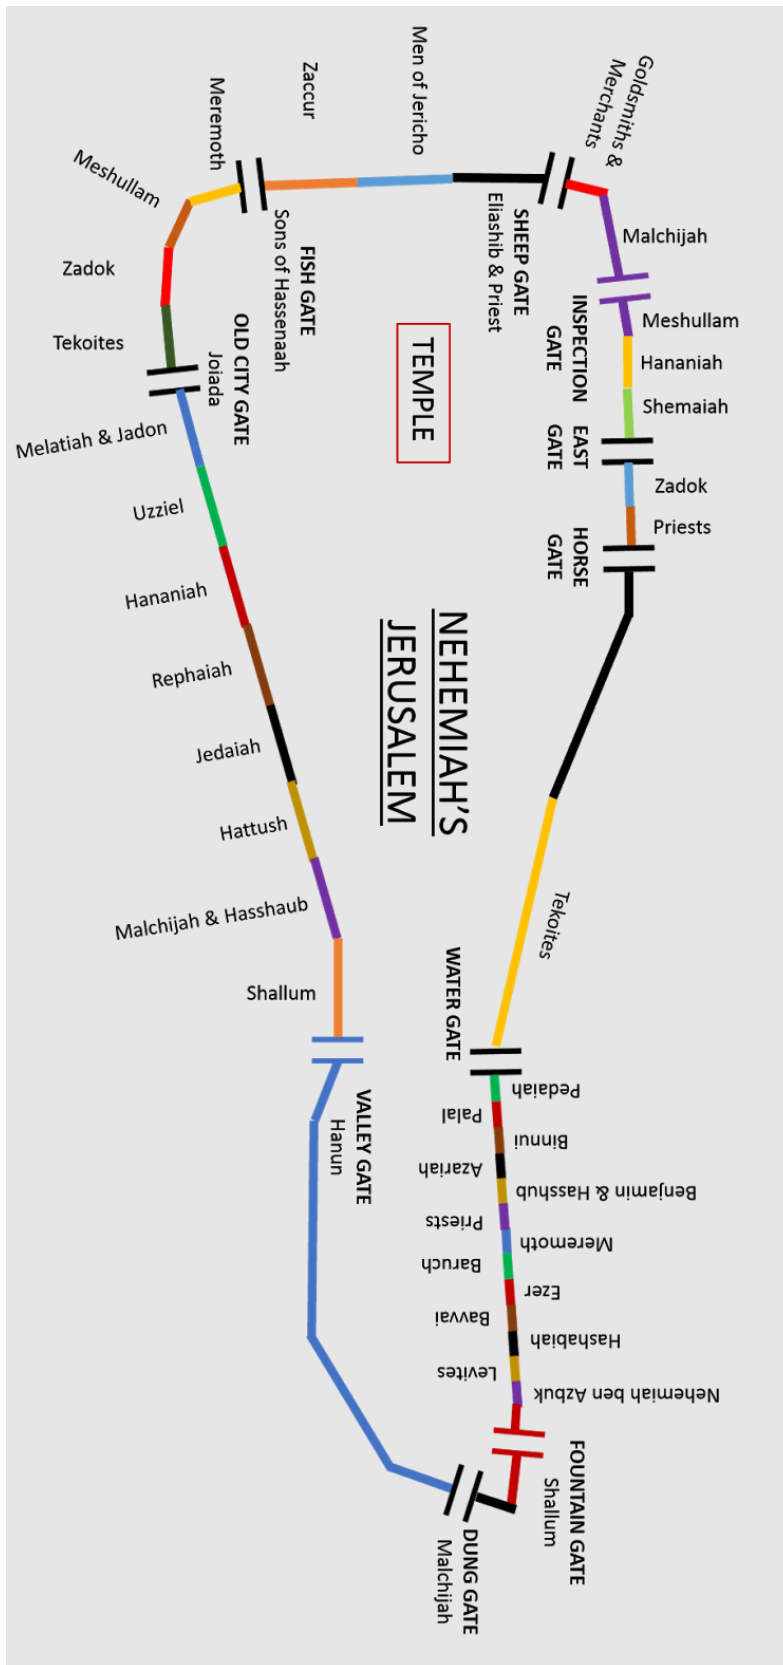 Goldsmiths &
Merchants
Men of Jericho
Zaccur
Meremoth
Meshullam
Zadok
Tekoites
Malchijah
Meshullam
Hananiah
Shemaiah
Zadok
Priests
SHEEP GATE
Eliashib & Priest
FISH GATE
Sons of Hassenaah
OLD CITY GATE
Joiada
INSPECTION
GATE
EAST
GATE
HORSE
GATE
TEMPLE
NEHEMIAH'S
JERUSALEM
Melatiah & Jadon
Uzziel
Hananiah
Rephaiah
Jedaiah
Hattush
Malchijah & Hasshaub
Shallum
VALLEY GATE
Hanun
Tekoites
WATER GATE
Pedaiah
Palal
Binnui
Azariah
Benjamin & Hasshub
Priests
Meremoth
Baruch
Ezer
Bavvai
Hashabiah
Levites
Nehemiah ben Azbuk
FOUNTAIN GATE
Shallum
DUNG GATE
Malchijah